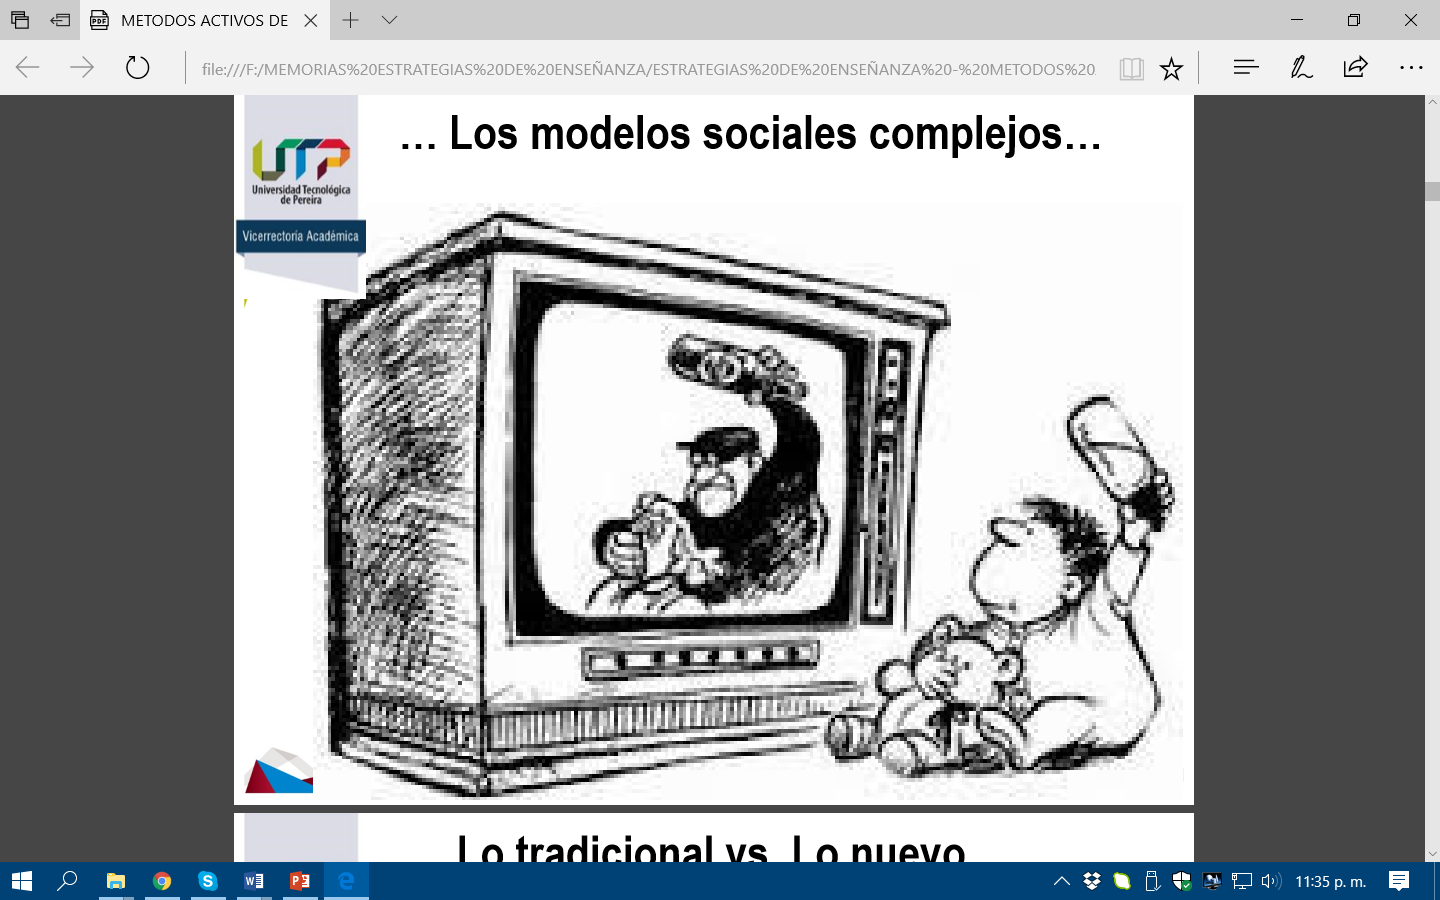 METODOS ACTIVOS DE
file:///F:/MEMORIAS%20ESTRATEGIAS%20DE%20ENSEÑANZA/ESTRATEGIAS%20DE%20ENSEÑANZA%20-%20METODOS%20
... Los modelos sociales complejos...
UTP
Universidad Tecnológica
de Pereira
Vicerrectoría Académica
Lo tradicional vs. Lo nuevo
11:35 p. m.